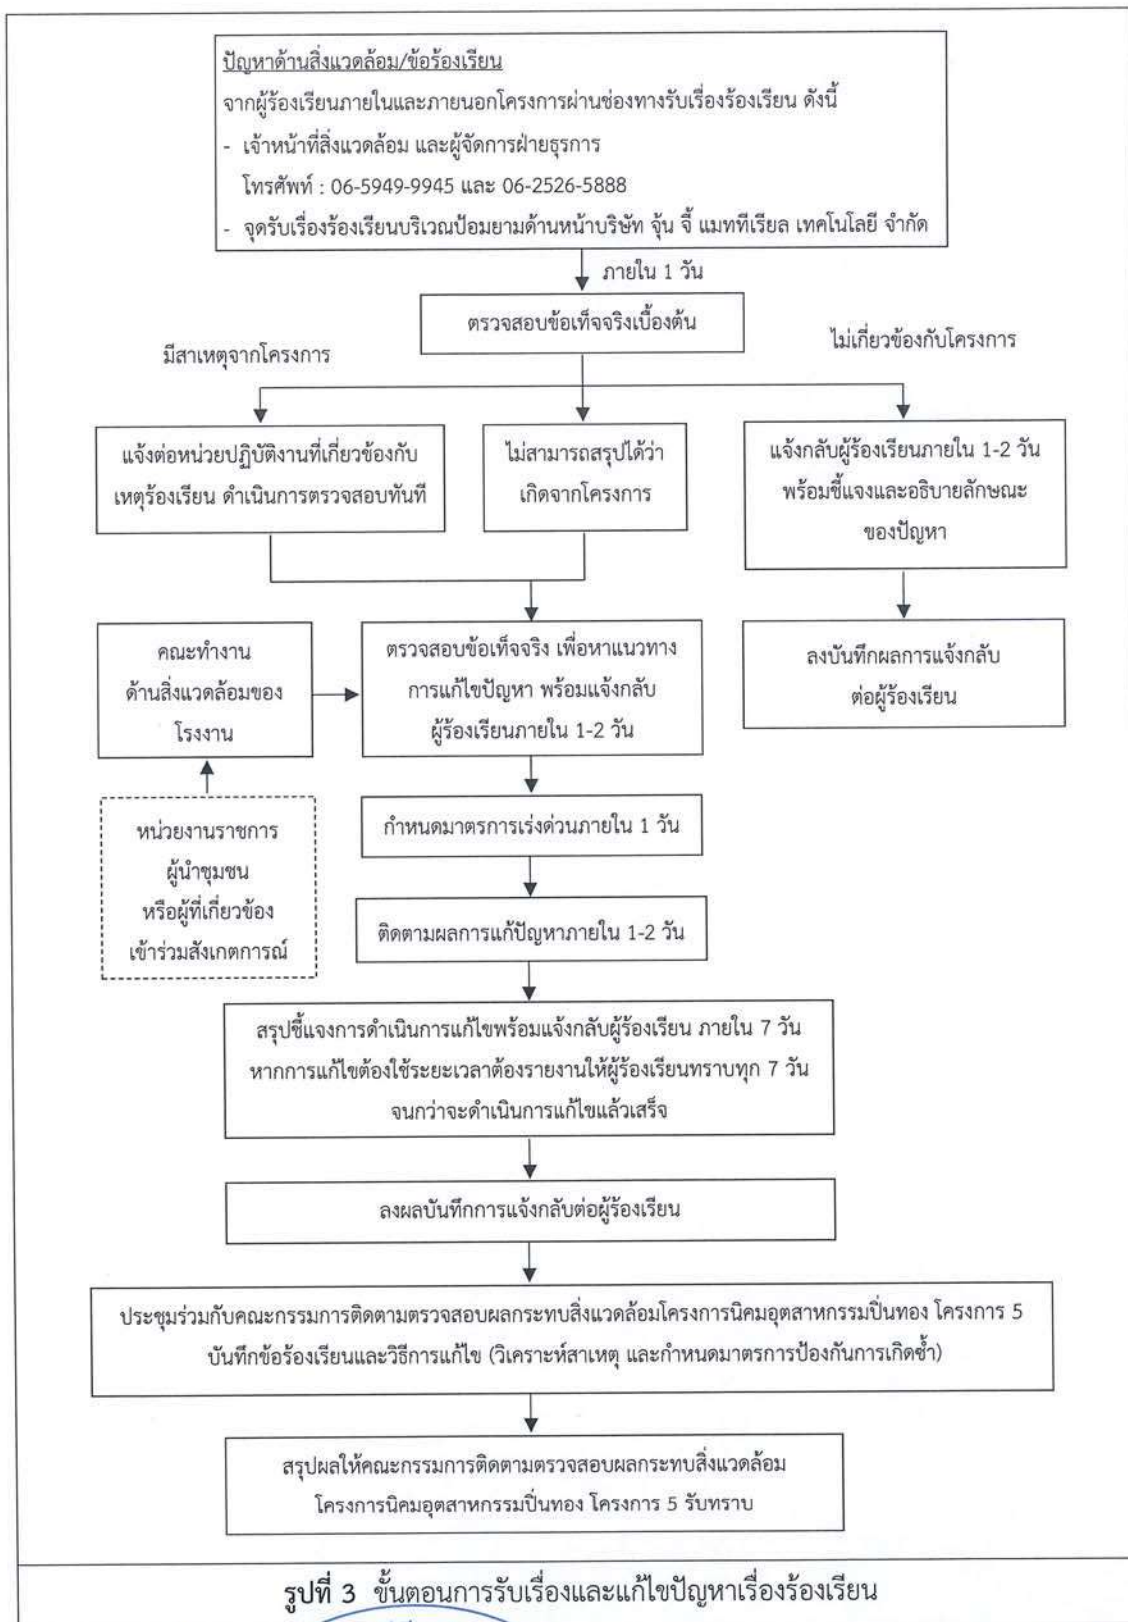 ปัญหาด้านสิ่งแวดล้อม/ข้อร้องเรียน
จากผู้ร้องเรียนภายในและภายนอกโครงการผ่านช่องทางรับเรื่องร้องเรียน ดังนี้
- เจ้าหน้าที่สิ่งแวดล้อม และผู้จัดการฝ่ายธุรการ
โทรศัพท์ : 06-5949-9945 และ 06-2526-5888
- จุดรับเรื่องร้องเรียนบริเวณป้อมยามด้านหน้าบริษัท จุ้น จี้ แมททีเรียล เทคโนโลยี จำกัด
ภายใน 1 วัน
ตรวจสอบข้อเท็จจริงเบื้องต้น
มีสาเหตุจากโครงการ
ไม่เกี่ยวข้องกับโครงการ
แจ้งต่อหน่วยปฏิบัติงานที่เกี่ยวข้องกับ
เหตุร้องเรียน ดำเนินการตรวจสอบทันที
ไม่สามารถสรุปได้ว่า
เกิดจากโครงการ
แจ้งกลับผู้ร้องเรียนภายใน 1-2 วัน
พร้อมชี้แจงและอธิบายลักษณะ
ของปัญหา
คณะทำงาน
ด้านสิ่งแวดล้อมของ
โรงงาน
ตรวจสอบข้อเท็จจริง เพื่อหาแนวทาง
การแก้ไขปัญหา พร้อมแจ้งกลับ
ผู้ร้องเรียนภายใน 1-2 วัน
ลงบันทึกผลการแจ้งกลับ
ต่อผู้ร้องเรียน
หน่วยงานราชการ
ผู้นำชุมชน
หรือผู้ที่เกี่ยวข้อง
เข้าร่วมสังเกตการณ์
กำหนดมาตรการเร่งด่วนภายใน 1 วัน
ติดตามผลการแก้ปัญหาภายใน 1-2 วัน
สรุปชี้แจงการดำเนินการแก้ไขพร้อมแจ้งกลับผู้ร้องเรียน ภายใน 7 วัน
หากการแก้ไขต้องใช้ระยะเวลาต้องรายงานให้ผู้ร้องเรียนทราบทุก 7 วัน
จนกว่าจะดำเนินการแก้ไขแล้วเสร็จ
ลงผลบันทึกการแจ้งกลับต่อผู้ร้องเรียน
ประชุมร่วมกับคณะกรรมการติดตามตรวจสอบผลกระทบสิ่งแวดล้อมโครงการนิคมอุตสาหกรรมปิ่นทอง โครงการ 5
บันทึกข้อร้องเรียนและวิธีการแก้ไข (วิเคราะห์สาเหตุ และกำหนดมาตรการป้องกันการเกิดซ้ำ)
สรุปผลให้คณะกรรมการติดตามตรวจสอบผลกระทบสิ่งแวดล้อม
โครงการนิคมอุตสาหกรรมปิ่นทอง โครงการ 5 รับทราบ
รูปที่ 3 ขั้นตอนการรับเรื่องและแก้ไขปัญหาเรื่องร้องเรียน